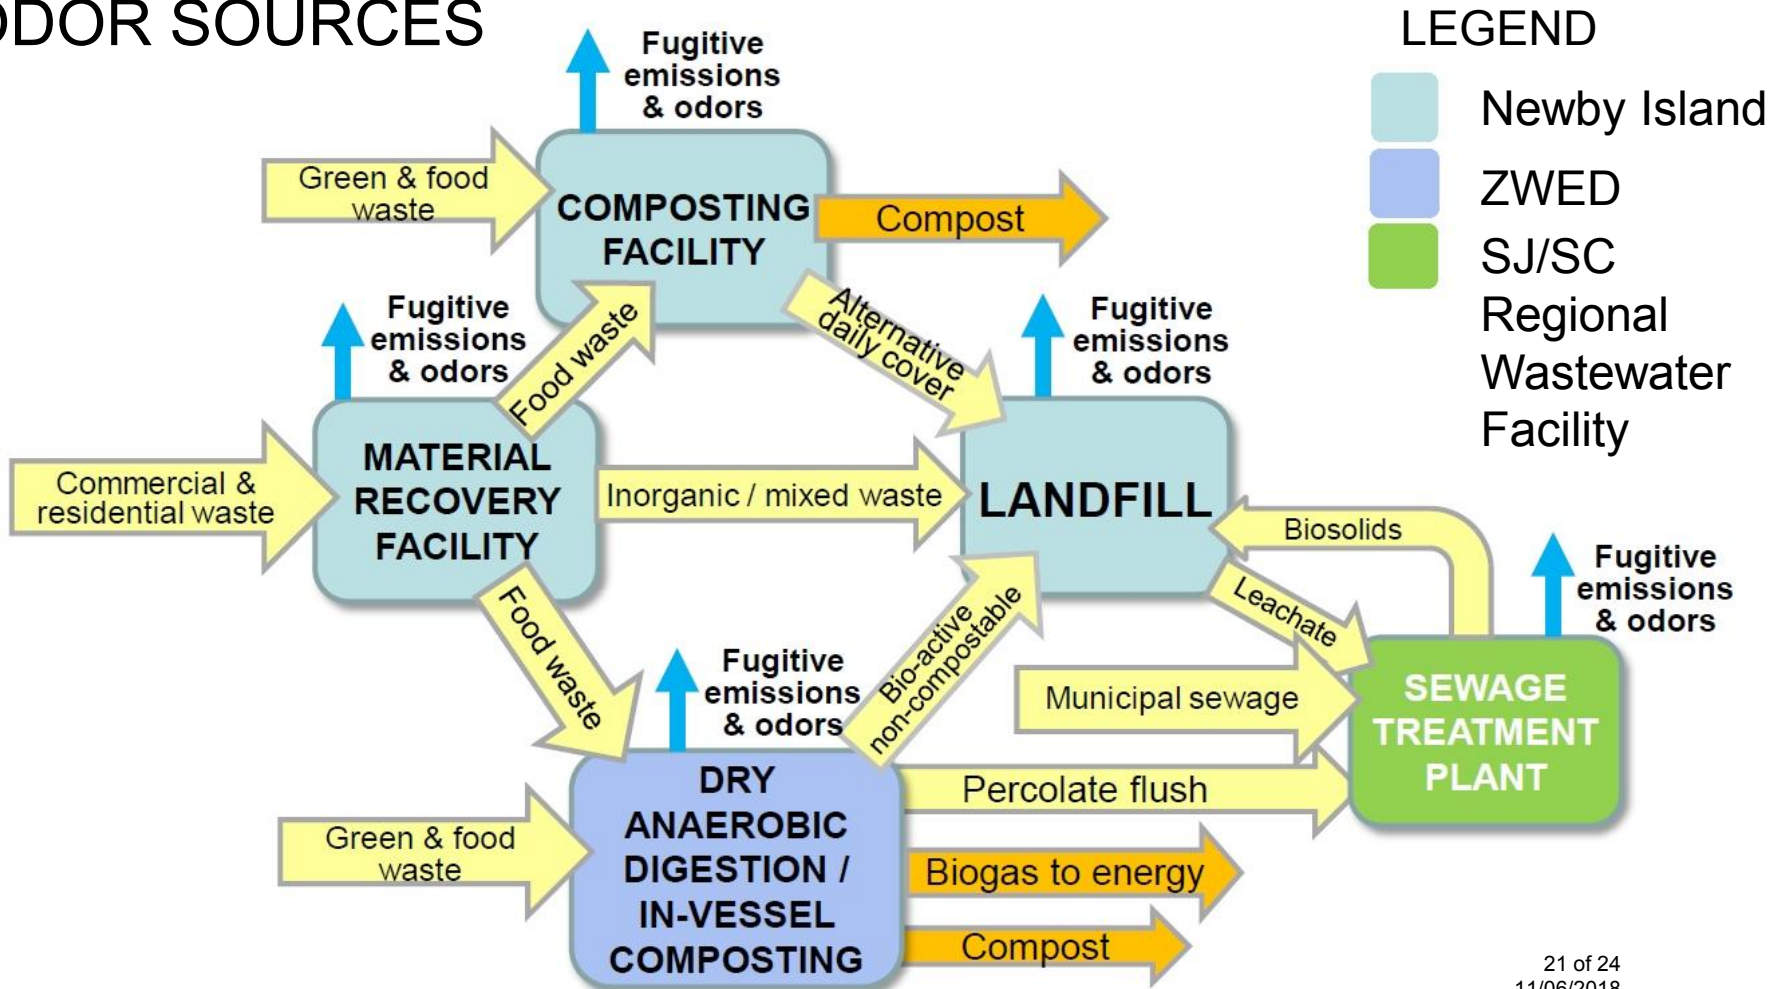 ODOR SOURCES
LEGEND
Newby Island
ZWED
SJ/SC
Regional
Wastewater
Facility
Fugitive
emissions
& odors
Green & food
waste
COMPOSTING
FACILITY
Compost
Fugitive
emissions
& odors
Food waste
Alternative
daily cover
Fugitive
emissions
& odors
Commercial &
residential waste
MATERIAL
RECOVERY
FACILITY
Inorganic / mixed waste
LANDFILL
Biosolids
Leachate
Fugitive
emissions
& odors
Food waste
Fugitive
emissions
& odors
Bio-active
non-compostable
Municipal sewage
SEWAGE
TREATMENT
PLANT
Green & food
waste
DRY
ANAEROBIC
DIGESTION /
IN-VESSEL
COMPOSTING
Percolate flush
Biogas to energy
Compost
21 of 24
11/06/2018